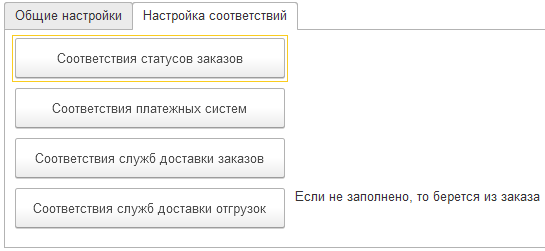 Общие настройки
Настройка соответствий
Соответствия статусов заказов
Соответствия платежных систем
Соответствия служб доставки заказов
Соответствия служб доставки отгрузок
Если не заполнено, то берется из заказа